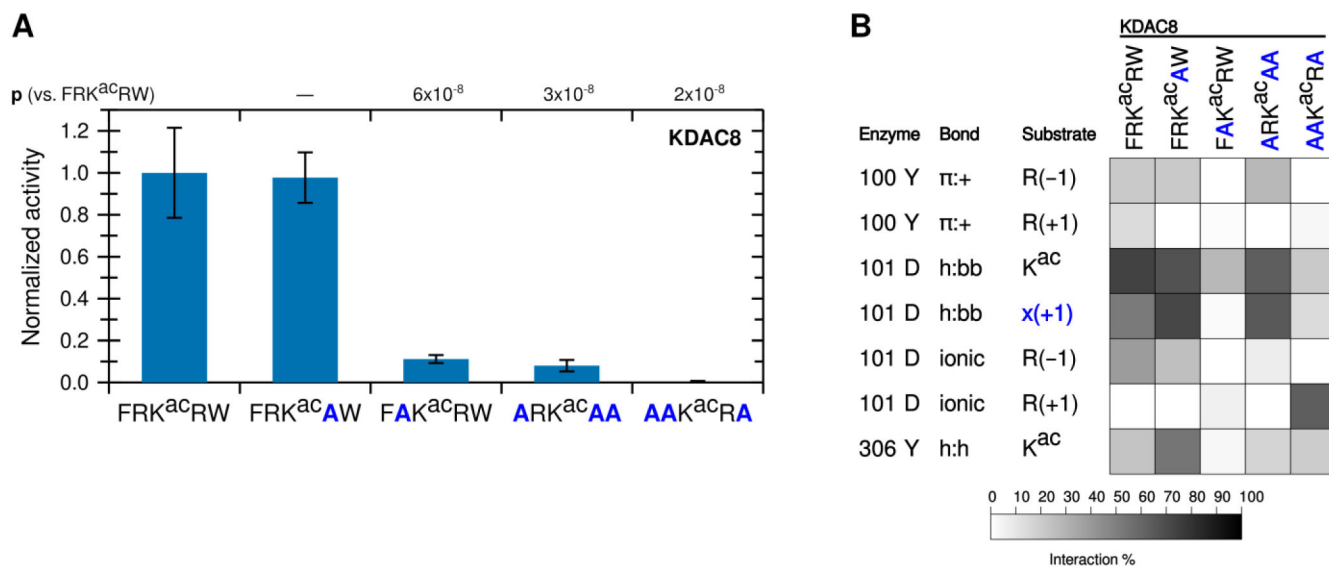 A
p (vs. FRKᵃᶜRW) — 6x10⁻⁸ 3x10⁻⁸ 2x10⁻⁸
KDAC8
Normalized activity
1.2
1.0
0.8
0.6
0.4
0.2
0.0
FRKᵃᶜRW FRKᵃᶜAW FAKᵃᶜRW ARKᵃᶜAA AAKᵃᶜRA
B
KDAC8
FRKᵃᶜRW FRKᵃᶜAW FAKᵃᶜRW ARKᵃᶜAA AAKᵃᶜRA
Enzyme Bond Substrate
100 Y π:+ R(−1)
100 Y π:+ R(+1)
101 D h:bb Kᵃᶜ
101 D h:bb x(+1)
101 D ionic R(−1)
101 D ionic R(+1)
306 Y h:h Kᵃᶜ
0 10 20 30 40 50 60 70 80 90 100
Interaction %